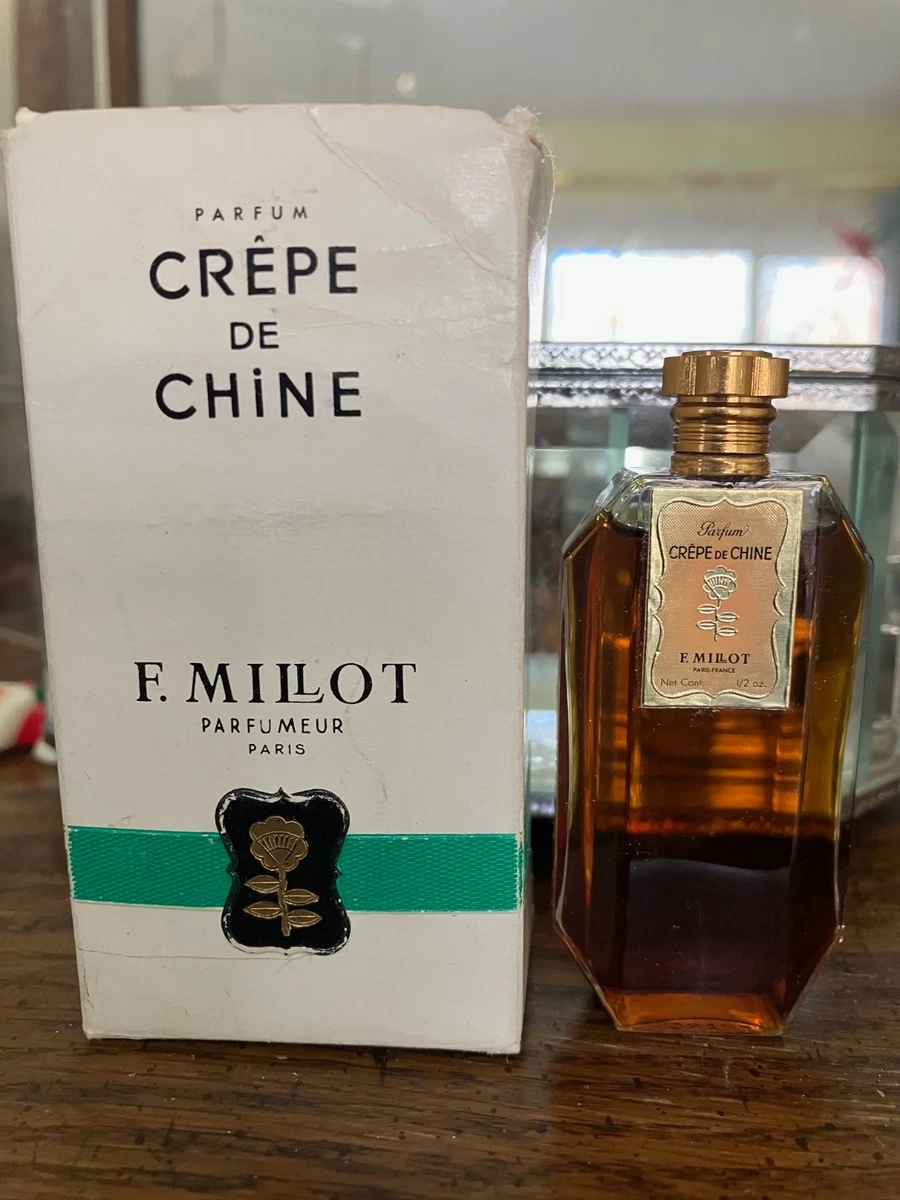 PARFUM
CRÊPE
DE
CHiNE
F. MILLOT
PARFUMEUR
PARIS
Parfum
CRÊPE DE CHINE
F. MILLOT
PARIS-FRANCE
Net Cont. 1/2 oz.